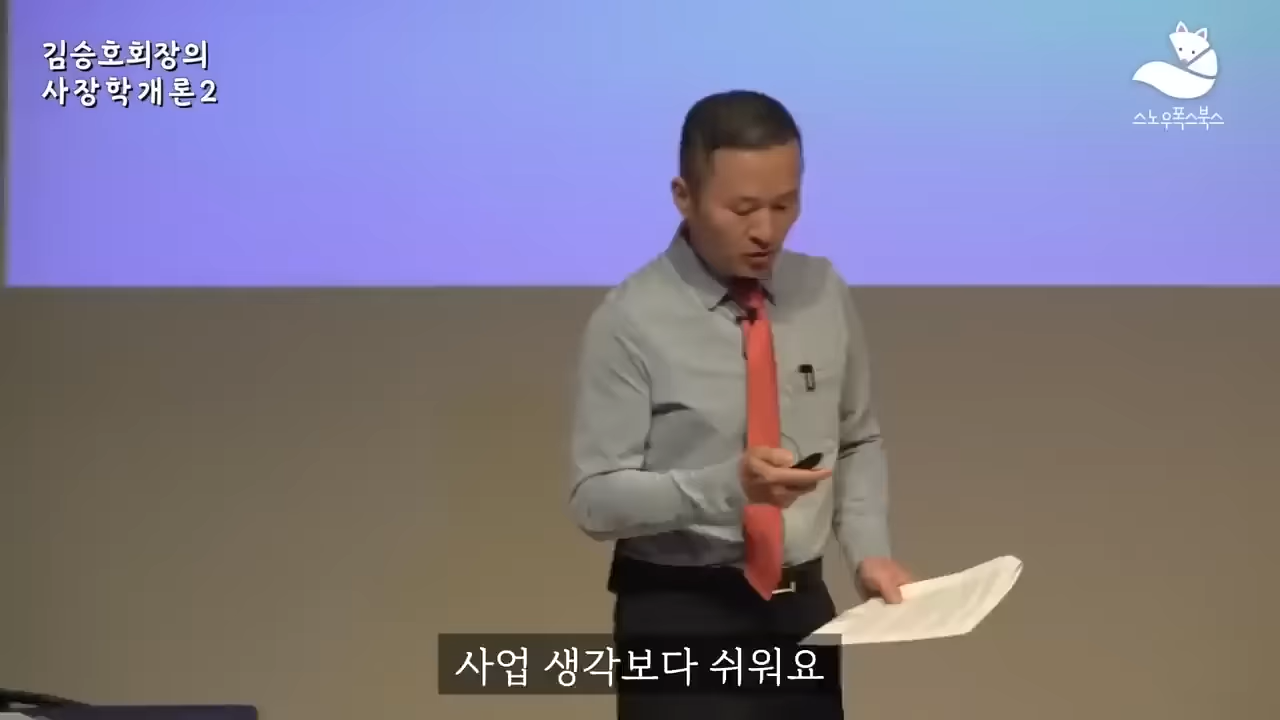 김승호회장의
사장학개론2
스노우폭스북스
사업 생각보다 쉬워요